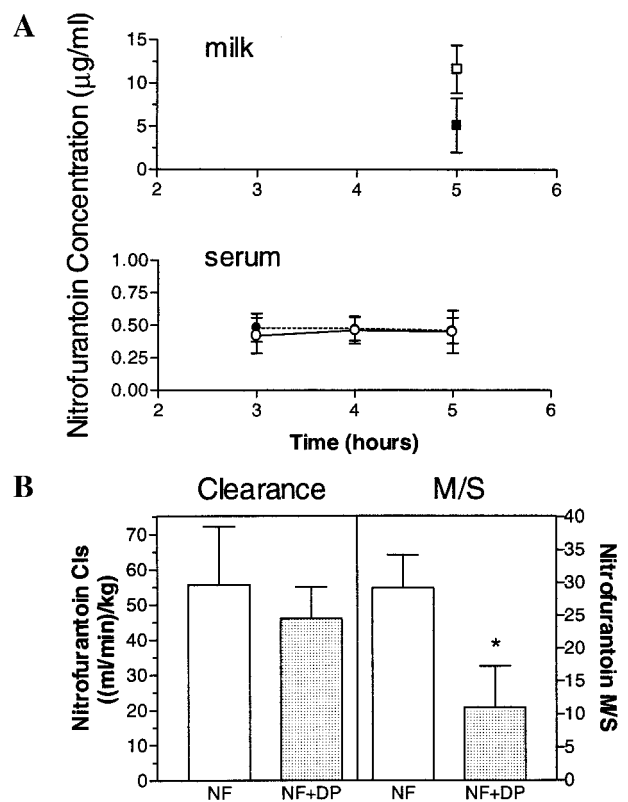 A
milk
Nitrofurantoin Concentration (µg/ml)
15
10
5
0
2 3 4 5 6
serum
1.00
0.75
0.50
0.25
0.00
2 3 4 5 6
Time (hours)
B
Clearance M/S
Nitrofurantoin Cls
((ml/min)/kg)
70
60
50
40
30
20
10
0
*
40
35
30
25
20
15
10
5
0
Nitrofurantoin M/S
NF NF+DP NF NF+DP